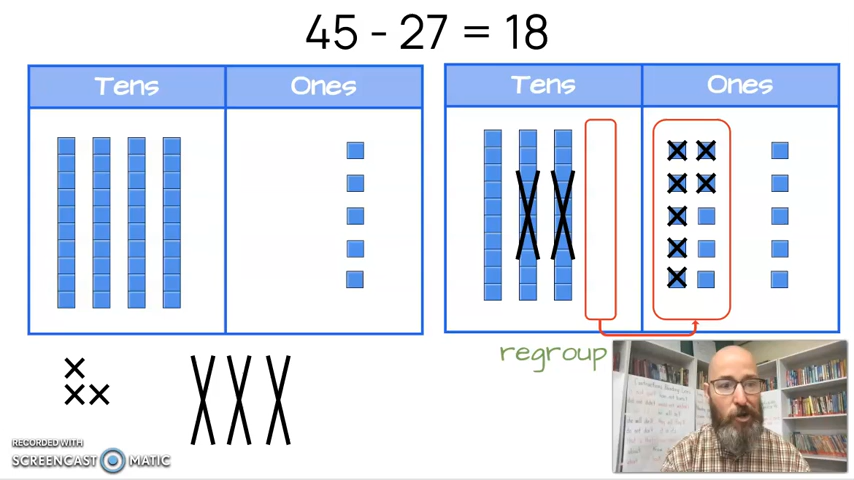 45 - 27 = 18
Tens Ones
Tens Ones
regroup
RECORDED WITH
SCREENCAST MATIC